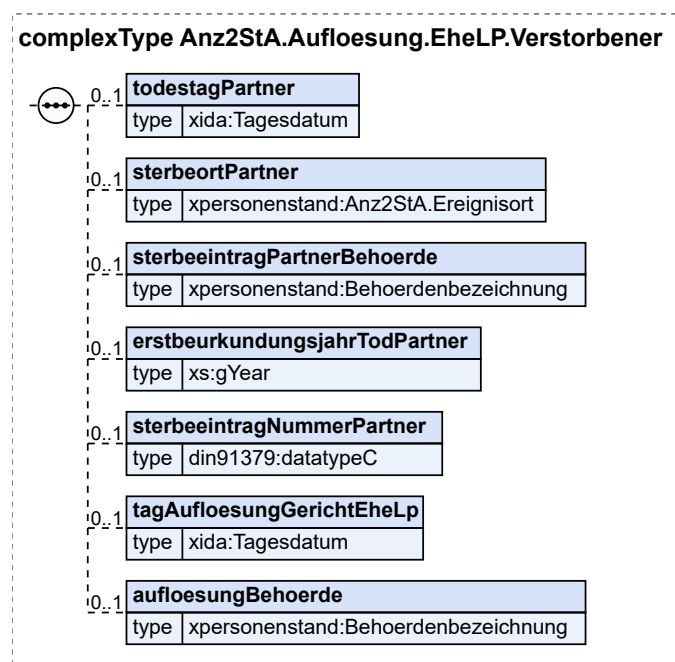 complexType Anz2StA.Aufloesung.EheLP.Verstorbener
0..1 todestagPartner
type xida:Tagesdatum
0..1 sterbeortPartner
type xpersonenstand:Anz2StA.Ereignisort
0..1 sterbeeintragPartnerBehoerde
type xpersonenstand:Behoerdenbezeichnung
0..1 erstbeurkundungsjahrTodPartner
type xs:gYear
0..1 sterbeeintragNummerPartner
type din91379:datatypeC
0..1 tagAufloesungGerichtEheLp
type xida:Tagesdatum
0..1 aufloesungBehoerde
type xpersonenstand:Behoerdenbezeichnung